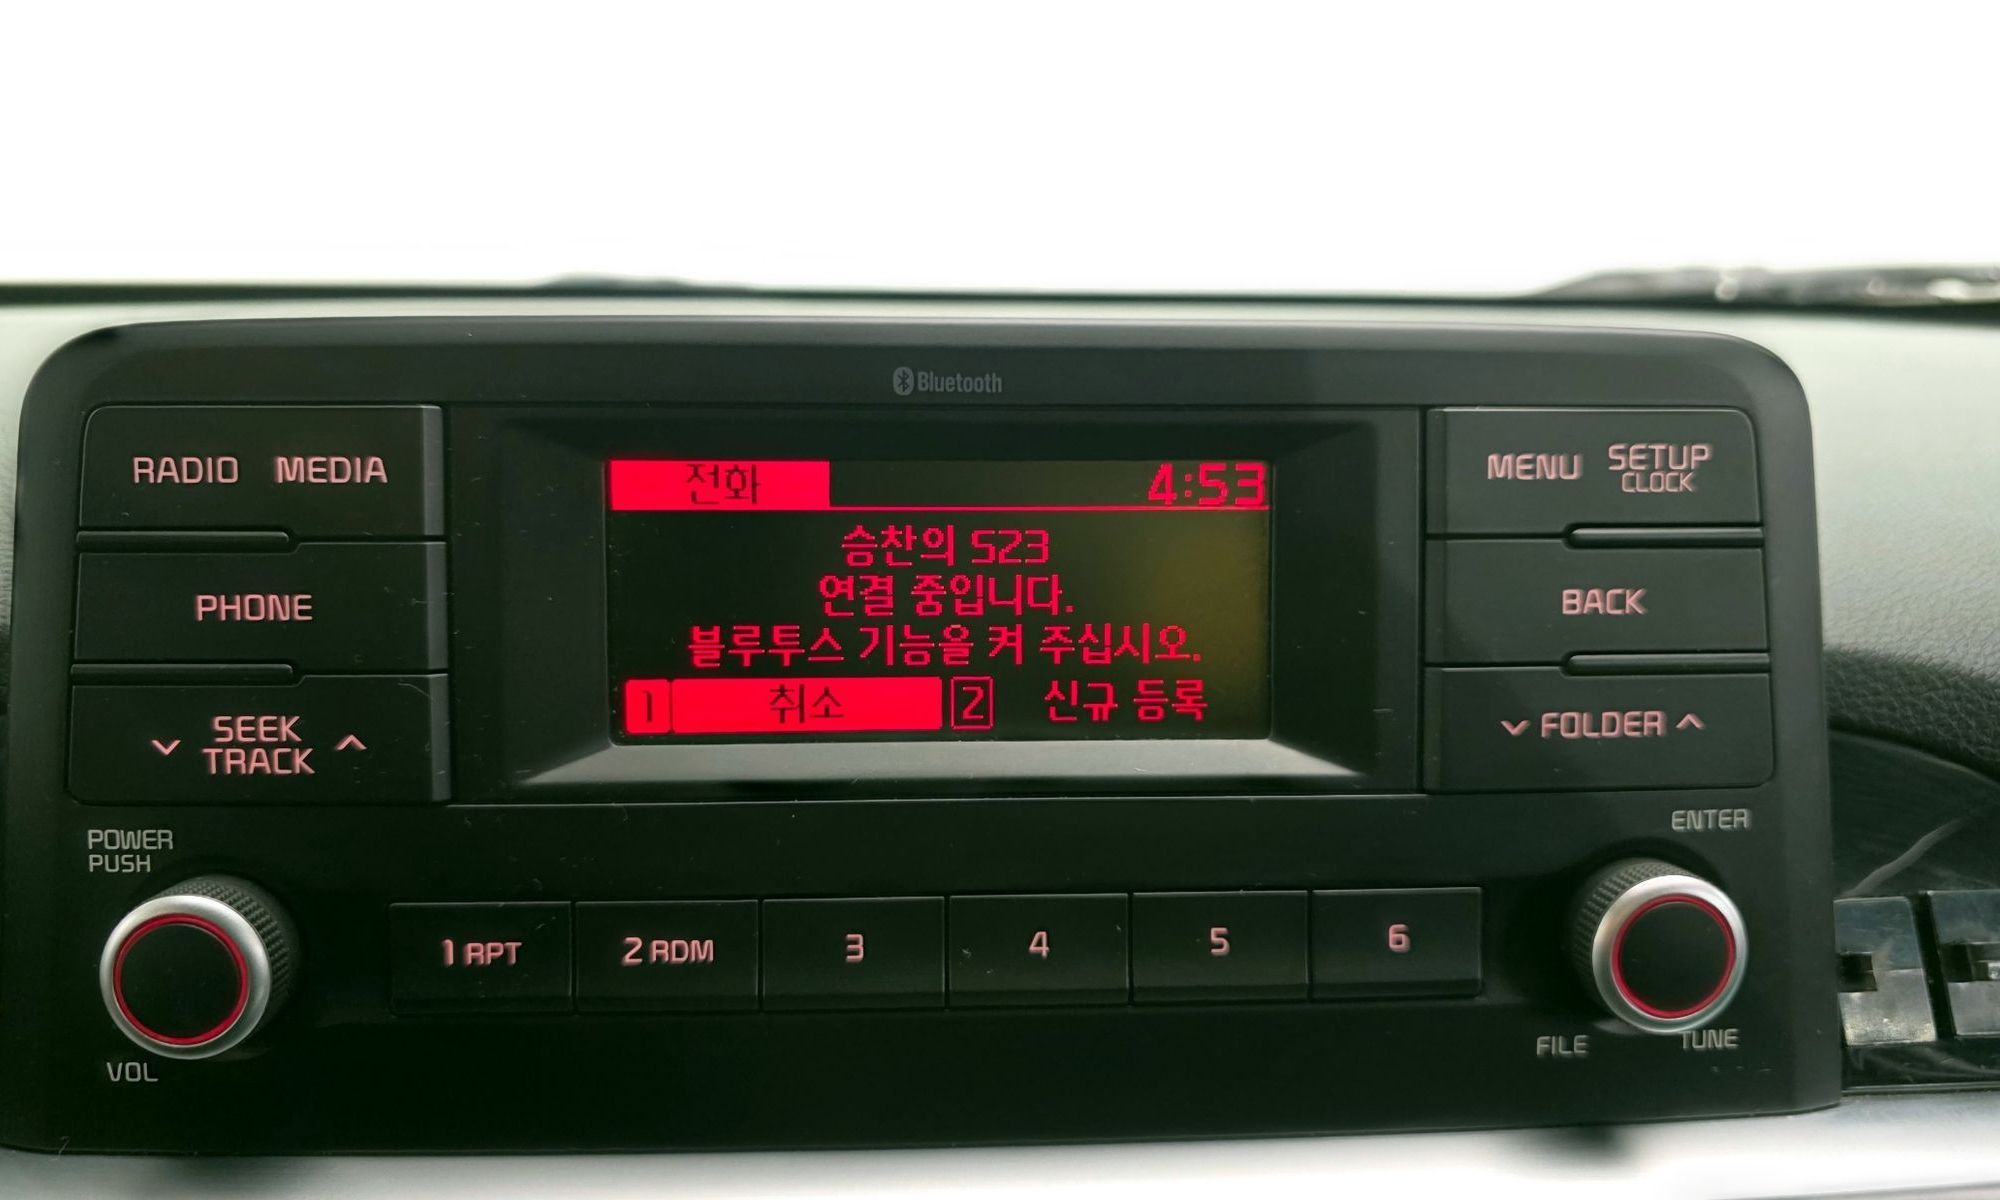 Bluetooth
RADIO MEDIA
PHONE
SEEK
TRACK
POWER
PUSH
VOL
전화 4:53
승찬의 S23
연결 중입니다.
블루투스 기능을 켜 주십시오.
1 취소 2 신규 등록
MENU SETUP
CLOCK
BACK
FOLDER
ENTER
FILE TUNE
1 RPT 2 RDM 3 4 5 6